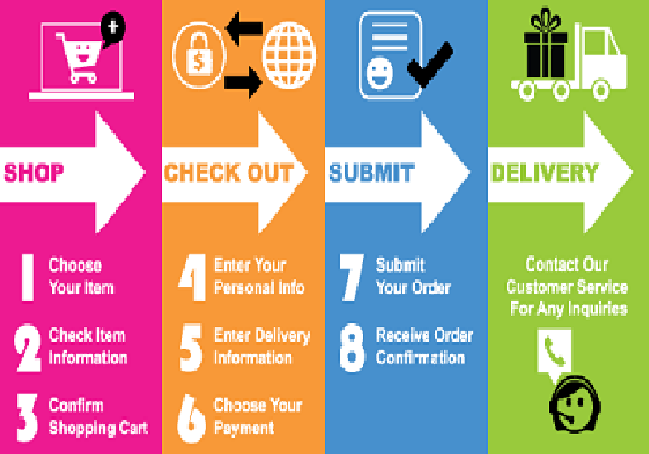 SHOP
1 Choose
Your Item
2 Check Item
Information
3 Confirm
Shopping Cart
CHECK OUT
$
4 Enter Your
Personal Info
5 Enter Delivery
Information
6 Choose Your
Payment
SUBMIT
7 Submit
Your Order
8 Receive Order
Confirmation
DELIVERY
Contact Our
Customer Service
For Any Inquiries